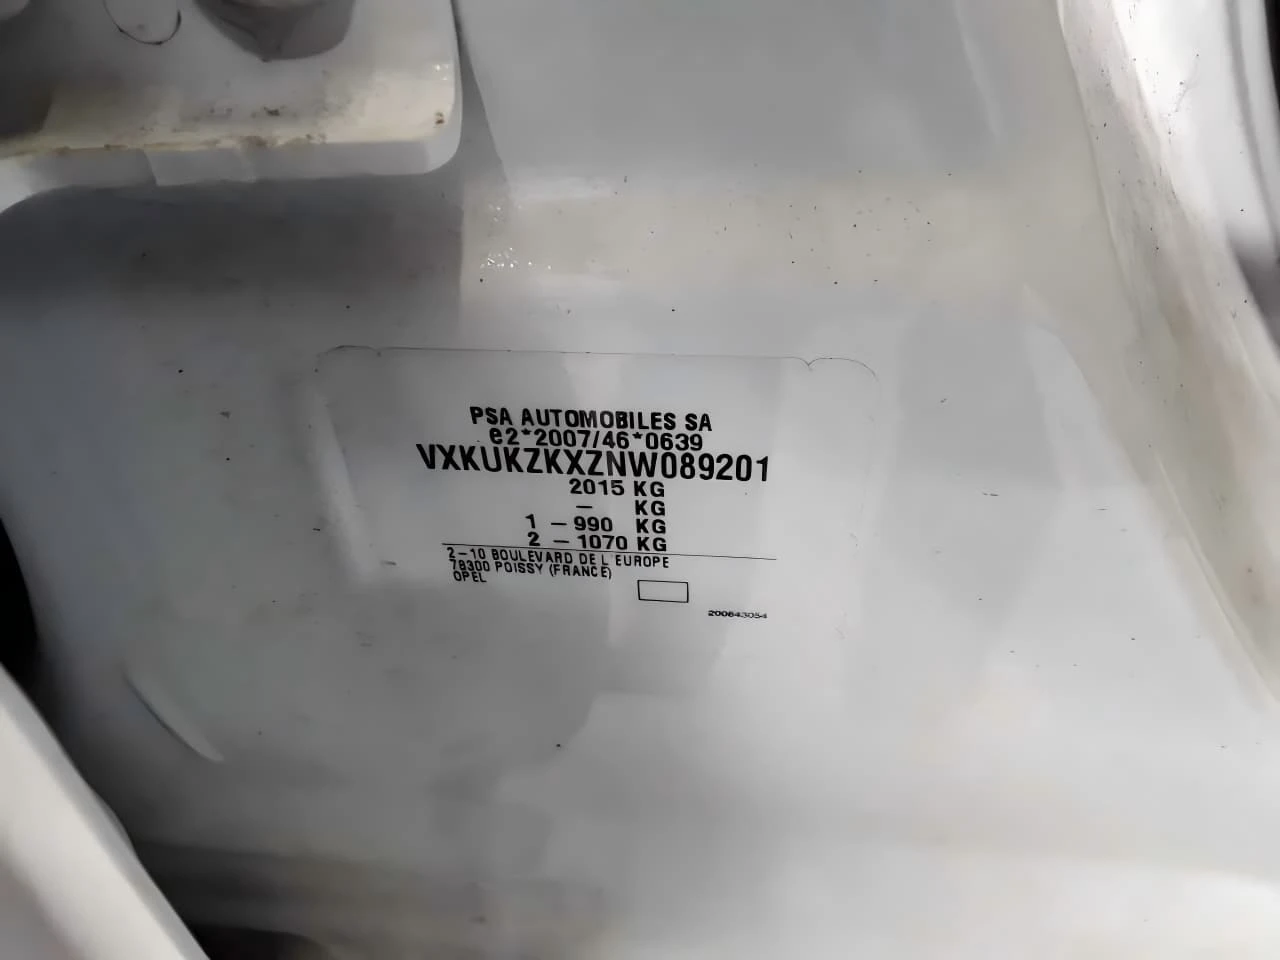 PSA AUTOMOBILES SA
e2*2007/46*0639
VXKUKZKXZNW089201
2015 KG
– KG
1 – 990 KG
2 – 1070 KG
2-10 BOULEVARD DE L'EUROPE
78300 POISSY (FRANCE)
OPEL
200843054